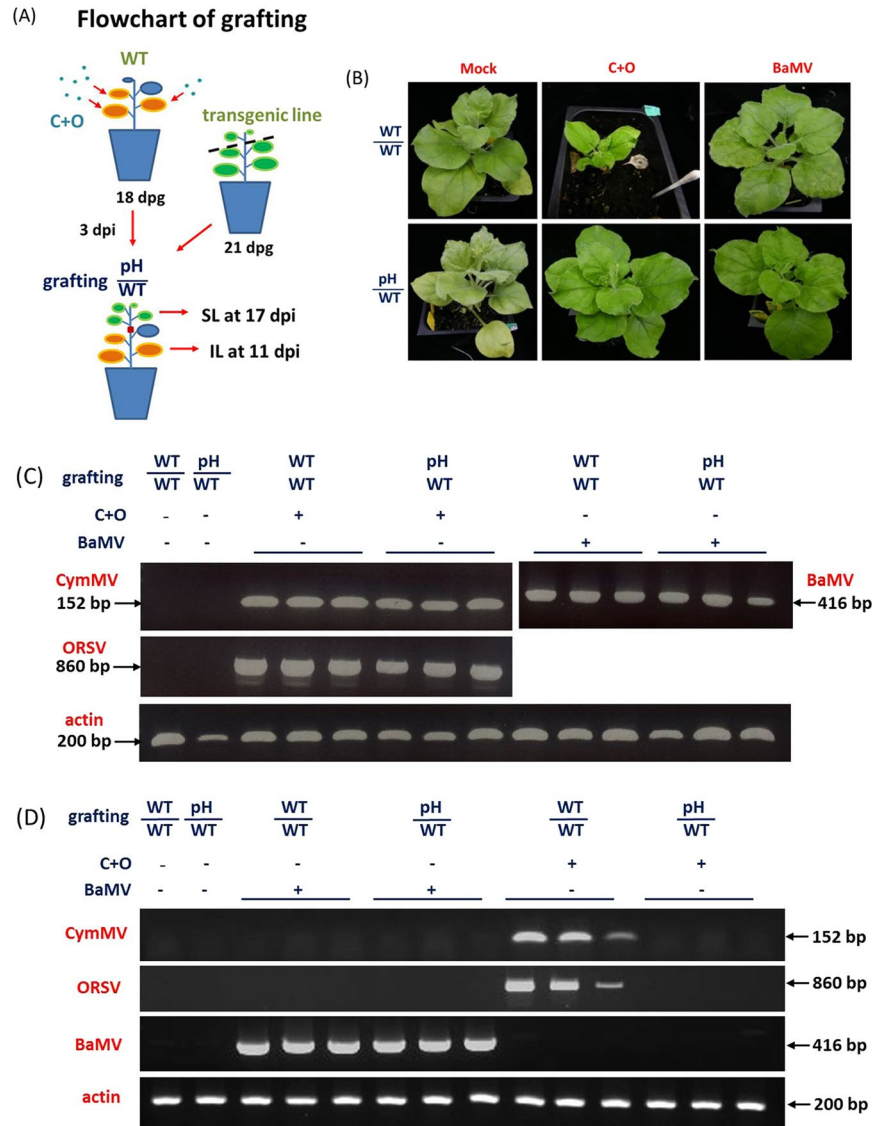 (A) Flowchart of grafting
WT
C+O
transgenic line
18 dpg
3 dpi
21 dpg
grafting pH
WT
SL at 17 dpi
IL at 11 dpi
(B)
Mock C+O BaMV
WT
WT
pH
WT
(C)
WT pH WT pH WT pH
grafting
WT WT WT WT WT WT
C+O - - + + - -
BaMV - - - - + +
CymMV BaMV
152 bp 416 bp
ORSV
860 bp
actin
200 bp
(D)
WT pH WT pH WT pH
grafting
WT WT WT WT WT WT
C+O - - - - + +
BaMV - - + + - -
CymMV 152 bp
ORSV 860 bp
BaMV 416 bp
actin 200 bp